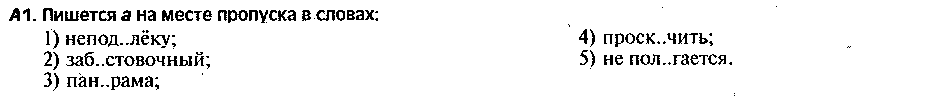 А1. Пишется а на месте пропуска в словах:
1) непод..лёку;
2) заб..стовочный;
3) пан..рама;
4) проск..чить;
5) не пол..гается.